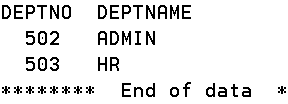 DEPTNO  DEPTNAME
502  ADMIN
503  HR
********  End of data  *